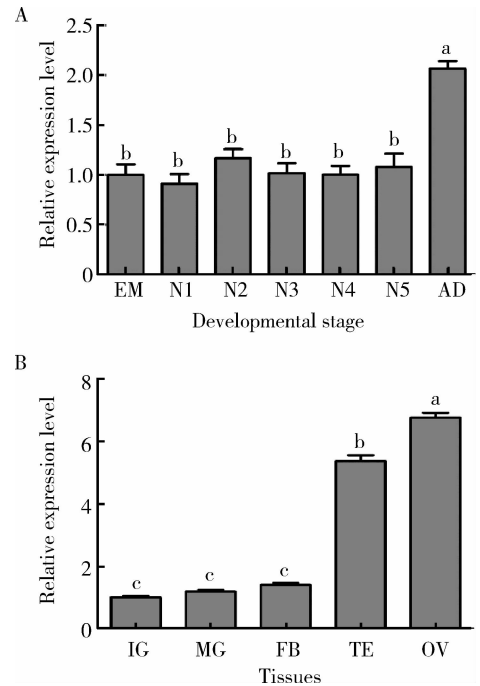 A
Relative expression level
2.5
2.0
1.5
1.0
0.5
0
b b b b b b a
EM N1 N2 N3 N4 N5 AD
Developmental stage
B
Relative expression level
8
6
4
2
0
c c c b a
IG MG FB TE OV
Tissues